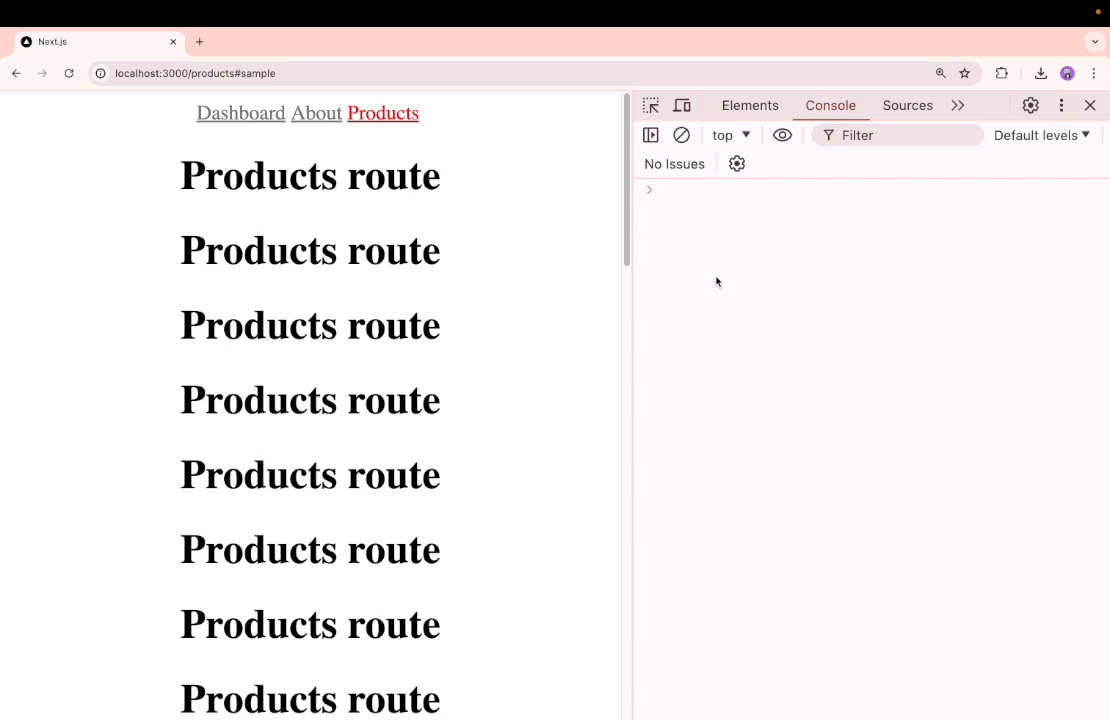 Next.js
localhost:3000/products#sample
Dashboard About Products
Products route
Products route
Products route
Products route
Products route
Products route
Products route
Products route
Elements Console Sources
top Filter Default levels
No Issues